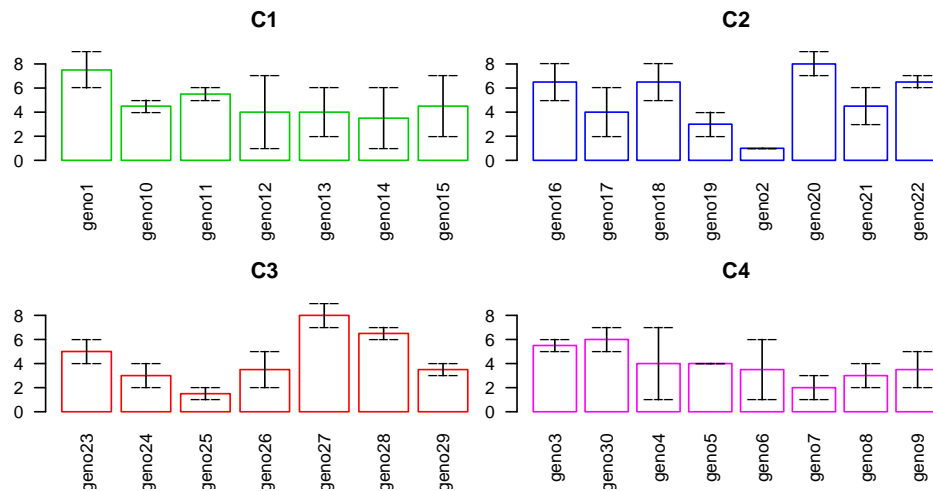 C1
8
6
4
2
0
geno1 geno10 geno11 geno12 geno13 geno14 geno15
C2
8
6
4
2
0
geno16 geno17 geno18 geno19 geno2 geno20 geno21 geno22
C3
8
6
4
2
0
geno23 geno24 geno25 geno26 geno27 geno28 geno29
C4
8
6
4
2
0
geno3 geno30 geno4 geno5 geno6 geno7 geno8 geno9